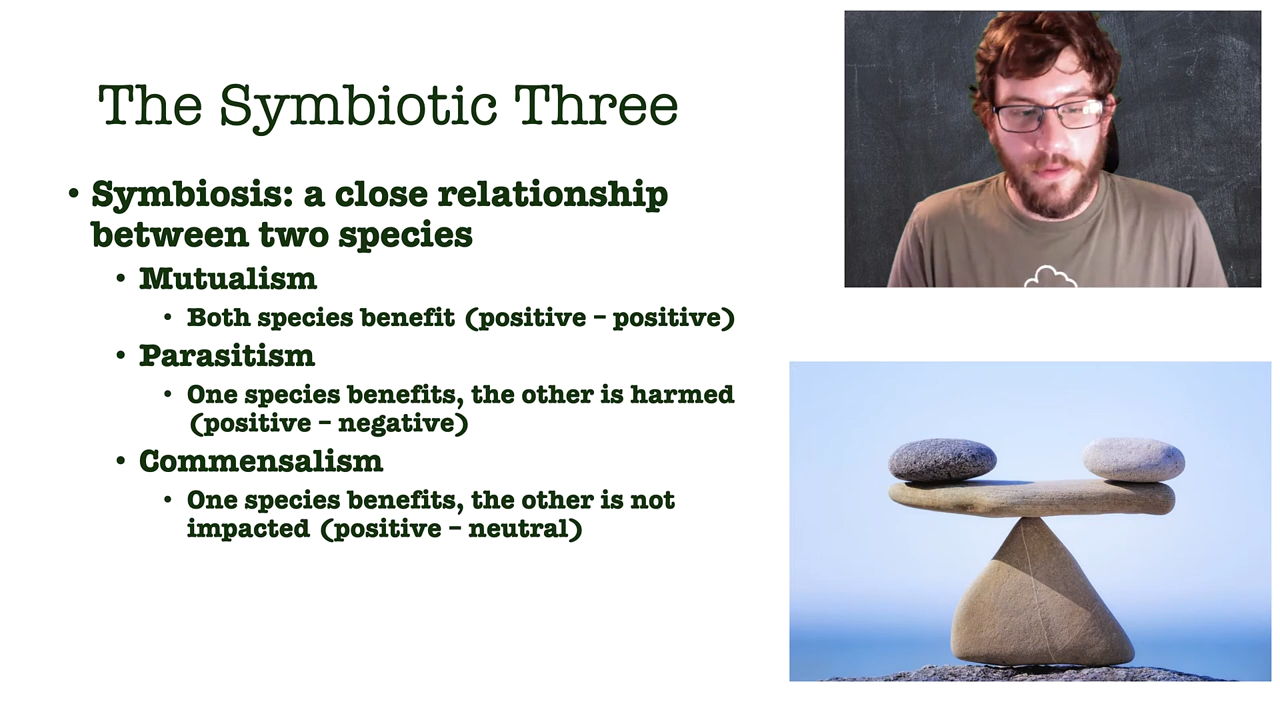 The Symbiotic Three
• Symbiosis: a close relationship
between two species
• Mutualism
• Both species benefit (positive – positive)
• Parasitism
• One species benefits, the other is harmed
(positive – negative)
• Commensalism
• One species benefits, the other is not
impacted (positive – neutral)